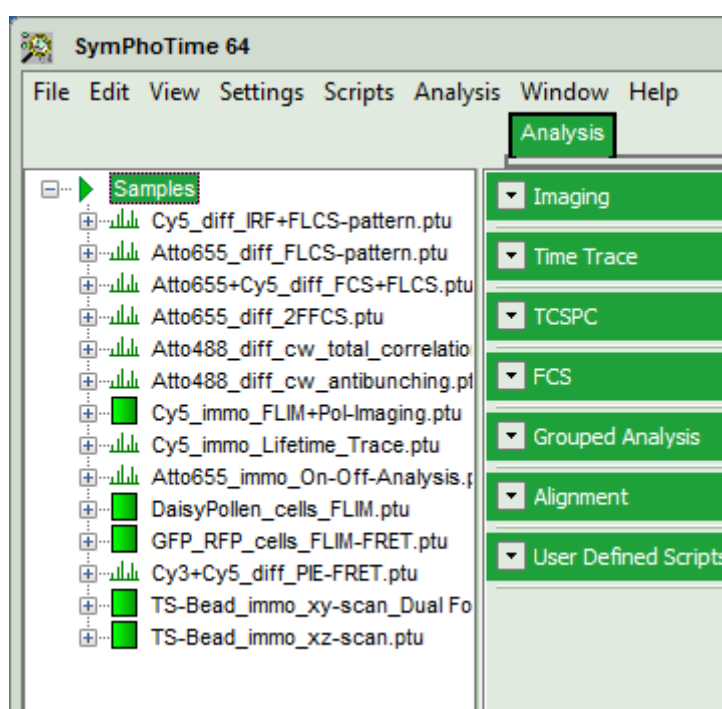 SymPhoTime 64
File Edit View Settings Scripts Analysis Window Help
Analysis
Samples
Cy5_diff_IRF+FLCS-pattern.ptu
Atto655_diff_FLCS-pattern.ptu
Atto655+Cy5_diff_FCS+FLCS.ptu
Atto655_diff_2FFCS.ptu
Atto488_diff_cw_total_correlatio
Atto488_diff_cw_antibunching.pt
Cy5_immo_FLIM+Pol-Imaging.ptu
Cy5_immo_Lifetime_Trace.ptu
Atto655_immo_On-Off-Analysis.p
DaisyPollen_cells_FLIM.ptu
GFP_RFP_cells_FLIM-FRET.ptu
Cy3+Cy5_diff_PIE-FRET.ptu
TS-Bead_immo_xy-scan_Dual Fo
TS-Bead_immo_xz-scan.ptu
Imaging
Time Trace
TCSPC
FCS
Grouped Analysis
Alignment
User Defined Scripts